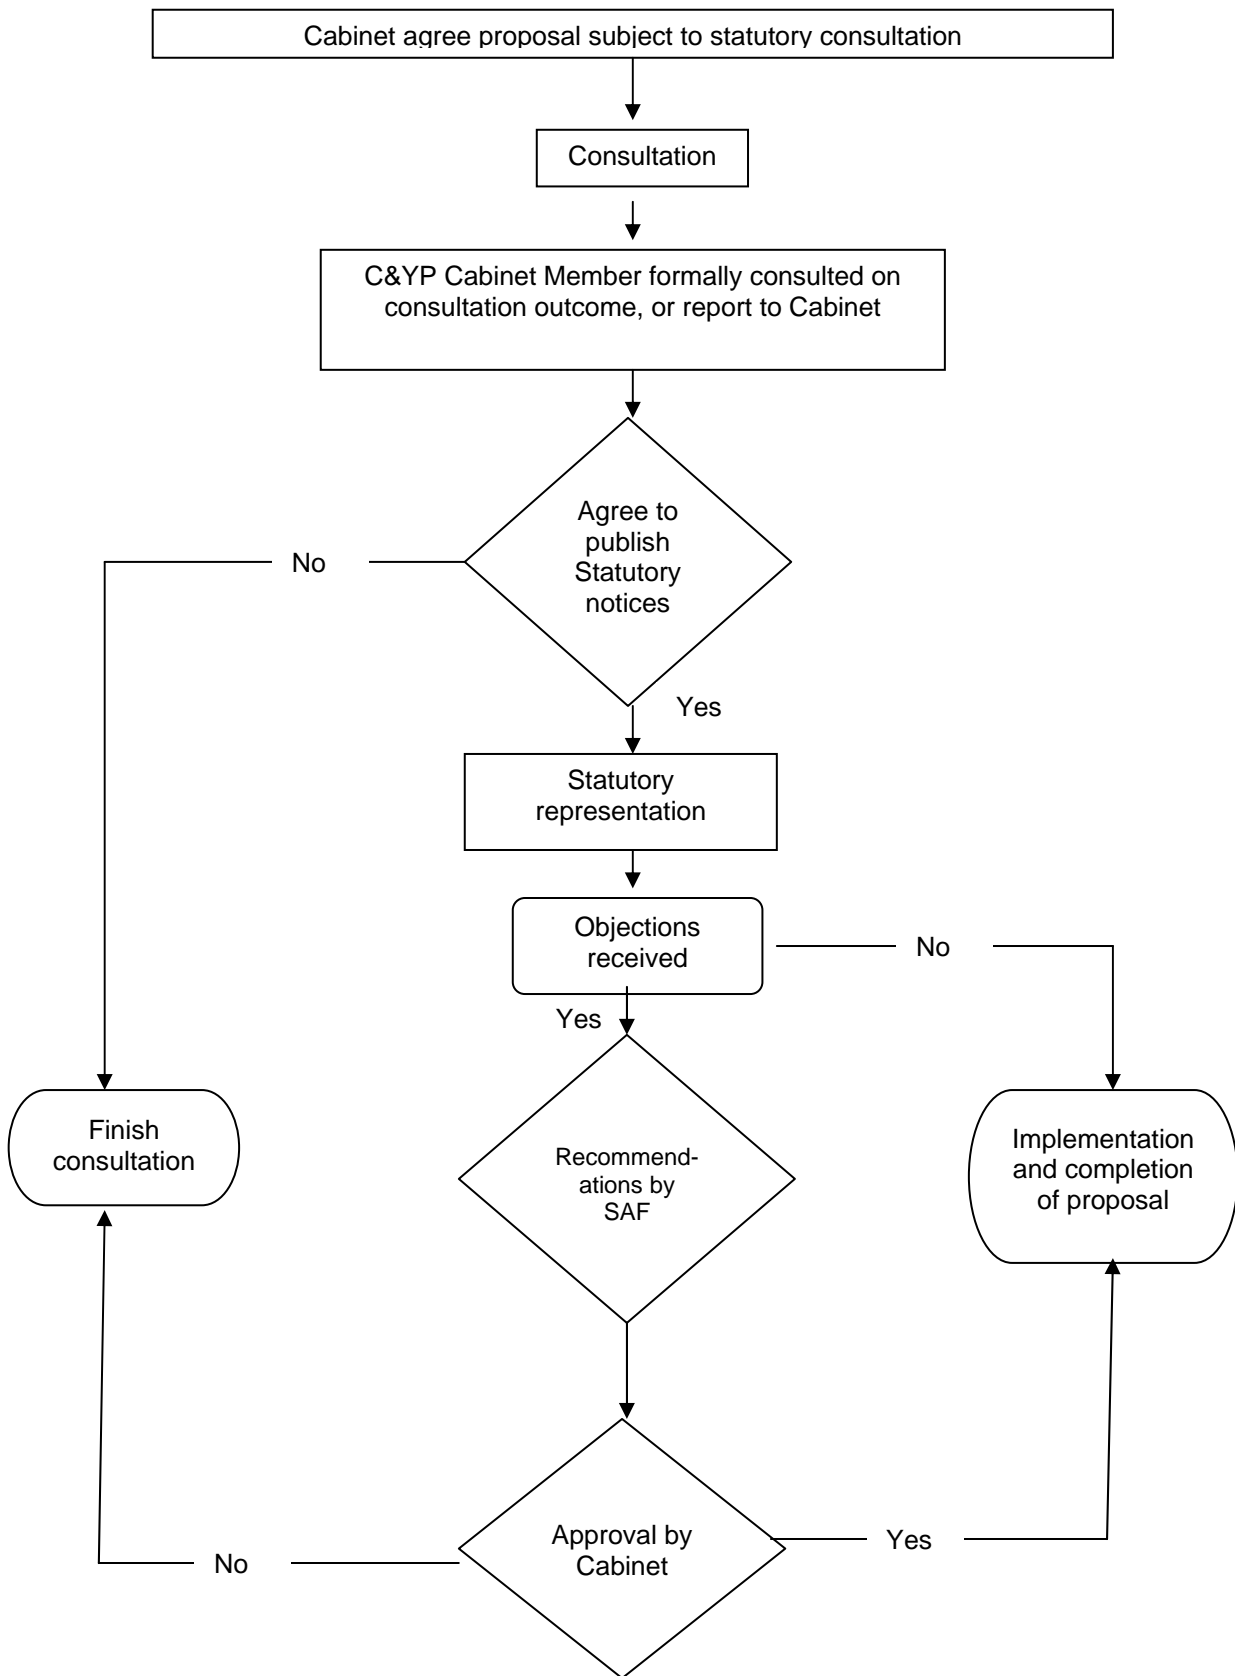 Cabinet agree proposal subject to statutory consultation
Consultation
C&YP Cabinet Member formally consulted on
consultation outcome, or report to Cabinet
Agree to
publish
Statutory
notices
No
Yes
Statutory
representation
Objections
received
No
Yes
Finish
consultation
Recommend-
ations by
SAF
Implementation
and completion
of proposal
Approval by
Cabinet
Yes
No